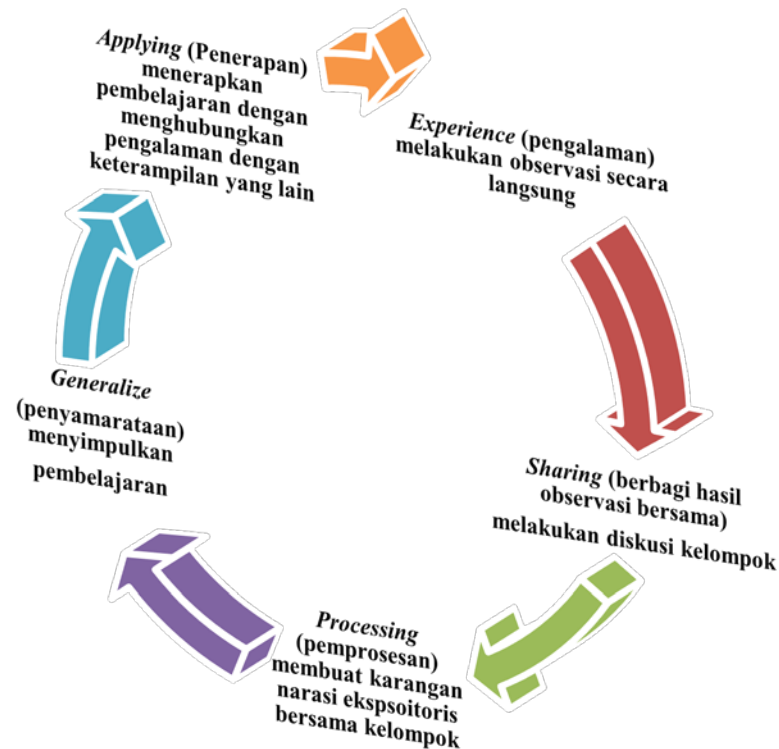 Applying (Penerapan)
menerapkan
pembelajaran dengan
menghubungkan
pengalaman dengan
keterampilan yang lain
Experience (pengalaman)
melakukan observasi secara
langsung
Sharing (berbagi hasil
observasi bersama)
melakukan diskusi kelompok
Processing
(pemprosesan)
membuat karangan
narasi ekspsoitoris
bersama kelompok
Generalize
(penyamarataan)
menyimpulkan
pembelajaran